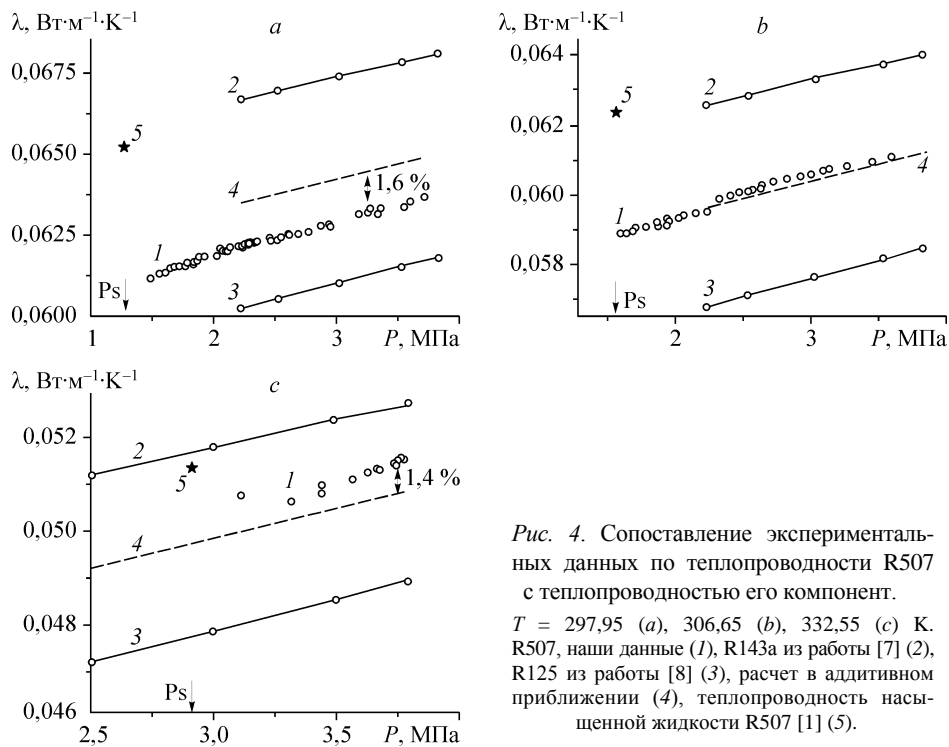 λ, Вт·м⁻¹·К⁻¹
a
0,0675
0,0650
0,0625
0,0600
2
5
4
1,6 %
1
3
Ps
1
2
3
P, МПа
λ, Вт·м⁻¹·К⁻¹
b
0,064
0,062
0,060
0,058
2
5
4
1
3
Ps
2
3
P, МПа
λ, Вт·м⁻¹·К⁻¹
c
0,052
0,050
0,048
0,046
2
5
1
1,4 %
4
3
Ps
2,5
3,0
3,5
P, МПа
Рис. 4. Сопоставление эксперименталь-
ных данных по теплопроводности R507
с теплопроводностью его компонент.
T = 297,95 (a), 306,65 (b), 332,55 (c) K.
R507, наши данные (1), R143a из работы [7] (2),
R125 из работы [8] (3), расчет в аддитивном
приближении (4), теплопроводность насы-
щенной жидкости R507 [1] (5).